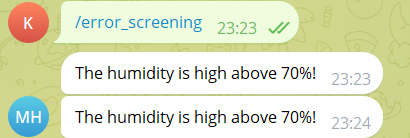 K
/error_screening 23:23
The humidity is high above 70%! 23:23
MH The humidity is high above 70%! 23:24